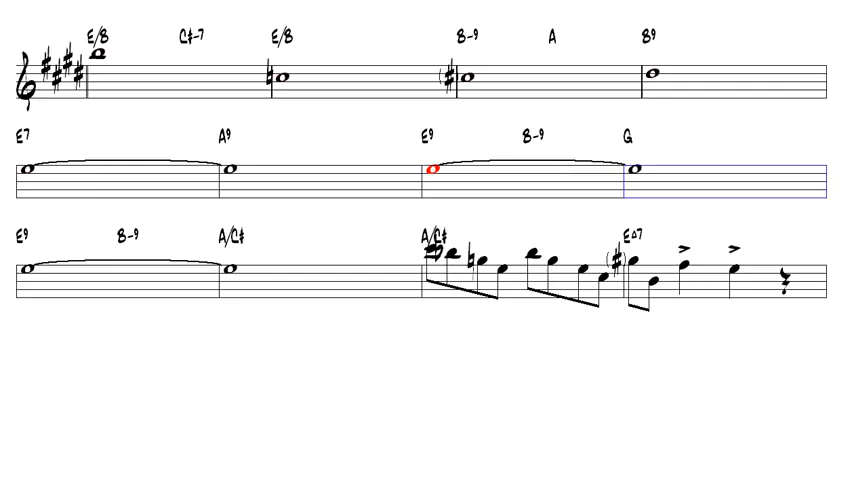 E/B C#-7 E/B B-9 A B9
E7 A9 E9 B-9 G
E9 B-9 A/C# A/C# E△7